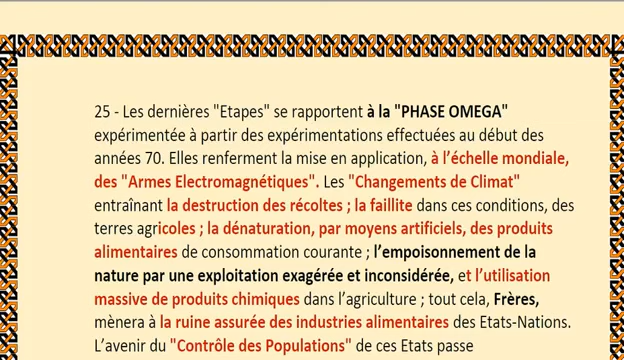 25 - Les dernières "Etapes" se rapportent à la "PHASE OMEGA"
expérimentée à partir des expérimentations effectuées au début des
années 70. Elles renferment la mise en application, à l’échelle mondiale,
des "Armes Electromagnétiques". Les "Changements de Climat"
entraînant la destruction des récoltes ; la faillite dans ces conditions, des
terres agricoles ; la dénaturation, par moyens artificiels, des produits
alimentaires de consommation courante ; l’empoisonnement de la
nature par une exploitation exagérée et inconsidérée, et l’utilisation
massive de produits chimiques dans l’agriculture ; tout cela, Frères,
mènera à la ruine assurée des industries alimentaires des Etats-Nations.
L’avenir du "Contrôle des Populations" de ces Etats passe